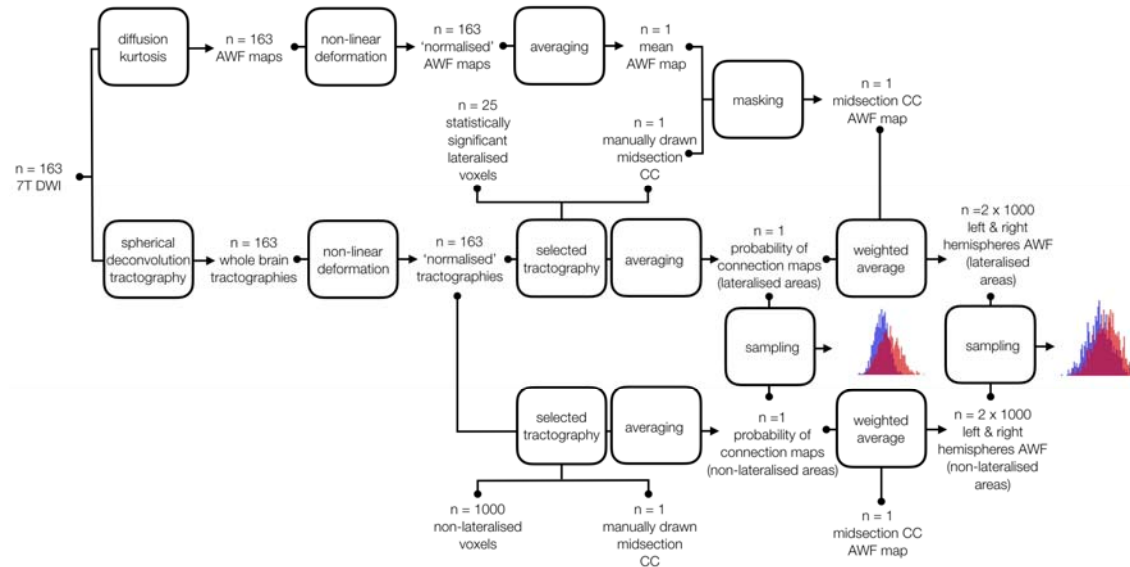 diffusion
kurtosis
n = 163
AWF maps
non-linear
deformation
n = 163
‘normalised’
AWF maps
averaging
n = 1
mean
AWF map
masking
n = 1
midsection CC
AWF map
n = 25
statistically
significant
lateralised
voxels
n = 1
manually drawn
midsection
CC
n = 163
7T DWI
spherical
deconvolution
tractography
n = 163
whole brain
tractographies
non-linear
deformation
n = 163
‘normalised’
tractographies
selected
tractography
averaging
n = 1
probability of
connection maps
(lateralised areas)
weighted
average
n =2 x 1000
left & right
hemispheres AWF
(lateralised
areas)
sampling
sampling
selected
tractography
averaging
n =1
probability of
connection maps
(non-lateralised areas)
weighted
average
n = 2 x 1000
left & right
hemispheres AWF
(non-lateralised
areas)
n = 1000
non-lateralised
voxels
n = 1
manually drawn
midsection
CC
n = 1
midsection CC
AWF map